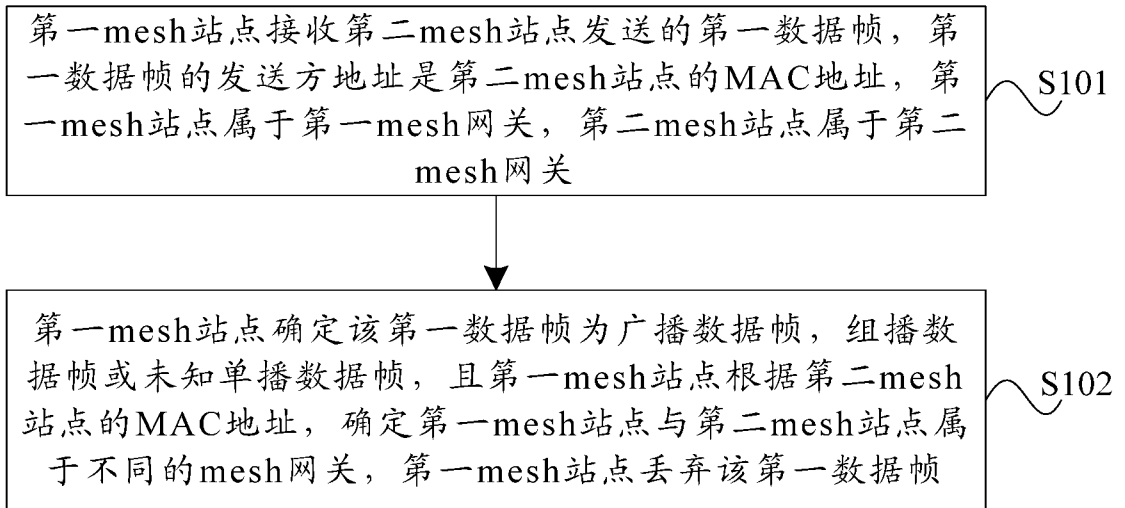 第一mesh站点接收第二mesh站点发送的第一数据帧，第
一数据帧的发送方地址是第二mesh站点的MAC地址，第
一mesh站点属于第一mesh网关，第二mesh站点属于第二
mesh网关
S101
第一mesh站点确定该第一数据帧为广播数据帧，组播数
据帧或未知单播数据帧，且第一mesh站点根据第二mesh
站点的MAC地址，确定第一mesh站点与第二mesh站点属
于不同的mesh网关，第一mesh站点丢弃该第一数据帧
S102